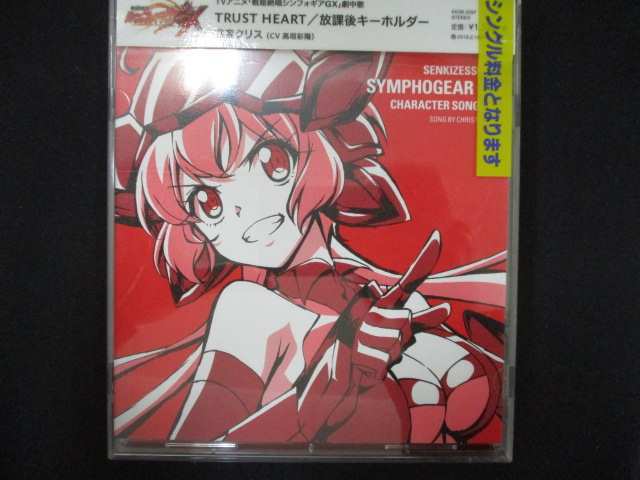 TVアニメ「戦姫絶唱シンフォギアGX」劇中歌
TRUST HEART／放課後キーホルダー
クリス (CV 高垣彩陽)
STEREO
定価
SENKIZESS
SYMPHOGEAR
CHARACTER SONG
SONG BY CHRIS
シングル料金となります